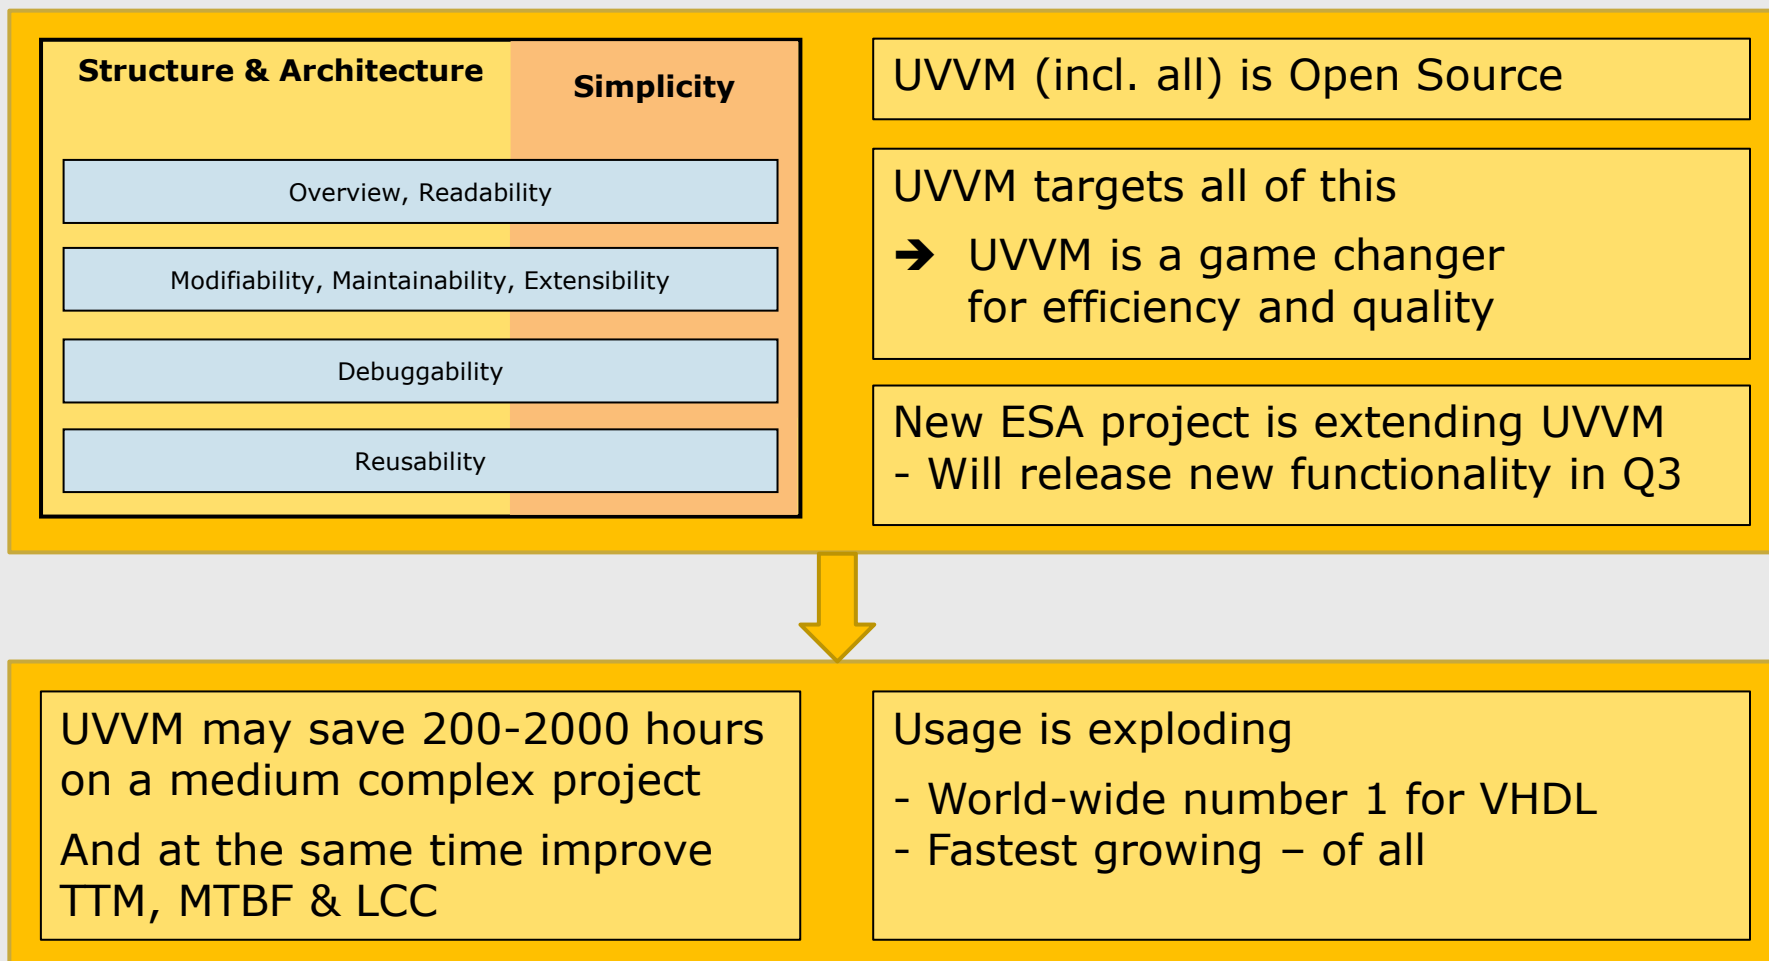 Structure & Architecture
Simplicity
Overview, Readability
Modifiability, Maintainability, Extensibility
Debuggability
Reusability
UVVM (incl. all) is Open Source
UVVM targets all of this
➔ UVVM is a game changer
for efficiency and quality
New ESA project is extending UVVM
- Will release new functionality in Q3
UVVM may save 200-2000 hours
on a medium complex project
And at the same time improve
TTM, MTBF & LCC
Usage is exploding
- World-wide number 1 for VHDL
- Fastest growing – of all